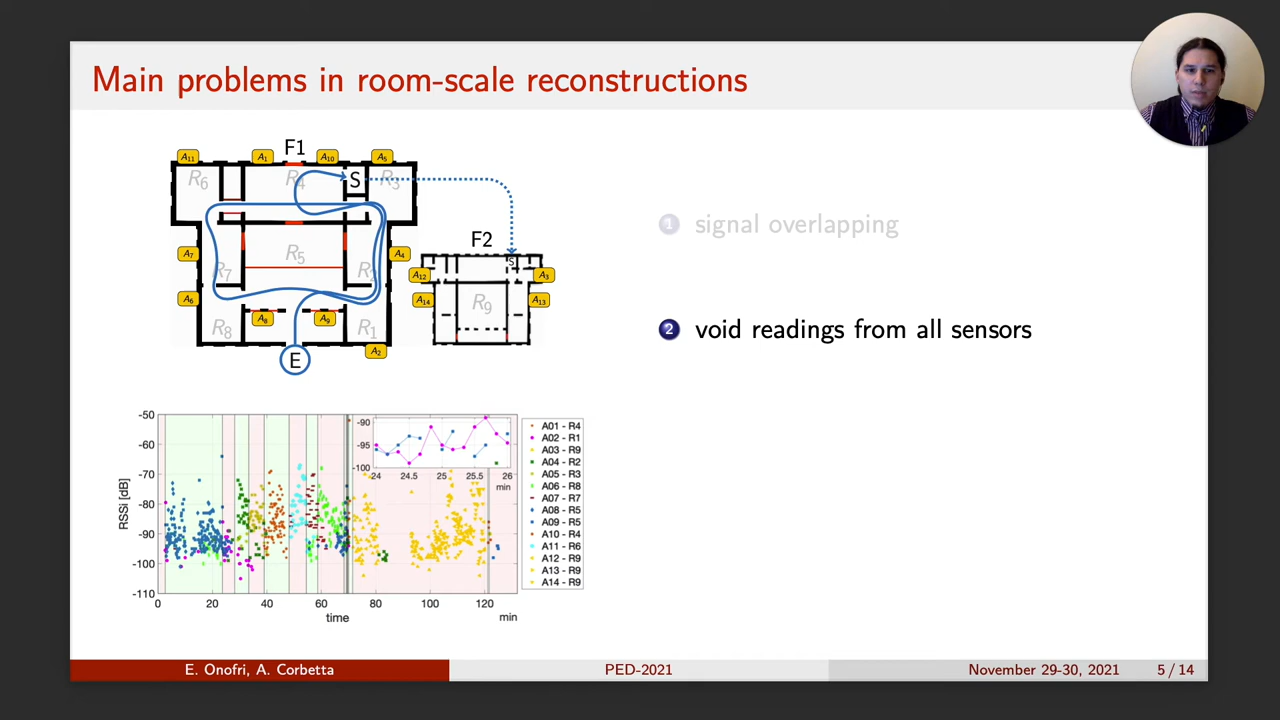 Main problems in room-scale reconstructions
F1
A11 A1 A10 A5
R6 R4 S R3
F2
S
A7 R5 A4 A12 A3
R7 R2
A6 A14 R9 A13
A8 A9
R8 R1
A2
E
1 signal overlapping
2 void readings from all sensors
-50
-60
-70
-80
-90
-100
-110
RSSi [dB]
0 20 40 60 80 100 120
time min
-90
-95
-100
24 24.5 25 25.5 26
min
A01 - R4
A02 - R1
A03 - R9
A04 - R2
A05 - R3
A06 - R8
A07 - R7
A08 - R5
A09 - R5
A10 - R4
A11 - R6
A12 - R9
A13 - R9
A14 - R9
E. Onofri, A. Corbetta PED-2021 November 29-30, 2021 5 / 14